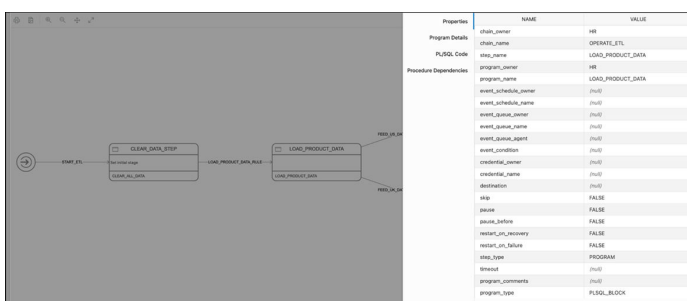 FEED_UR_DA
CLEAR_DATA_STEP
LOAD_PRODUCT_DATA
START_ETL
the initial stage
LOAD_PRODUCT_DATA_RULE
CLEAR_ALL_DATA
LOAD_PRODUCT_DATA
FEED_UR_DA
Properties
Program Details
PL/SQL Code
Procedure Dependencies
NAME VALUE
chain_owner HR
chain_name OPERATE_ETL
step_name LOAD_PRODUCT_DATA
program_owner HR
program_name LOAD_PRODUCT_DATA
event_schedule_owner (null)
event_schedule_name (null)
event_queue_owner (null)
event_queue_name (null)
event_queue_agent (null)
event_condition (null)
credential_owner (null)
credential_name (null)
destination (null)
skip FALSE
pause FALSE
pause_before FALSE
restart_on_recovery FALSE
restart_on_failure FALSE
step_type PROGRAM
timeout (null)
program_comments (null)
program_type PLSQL_BLOCK